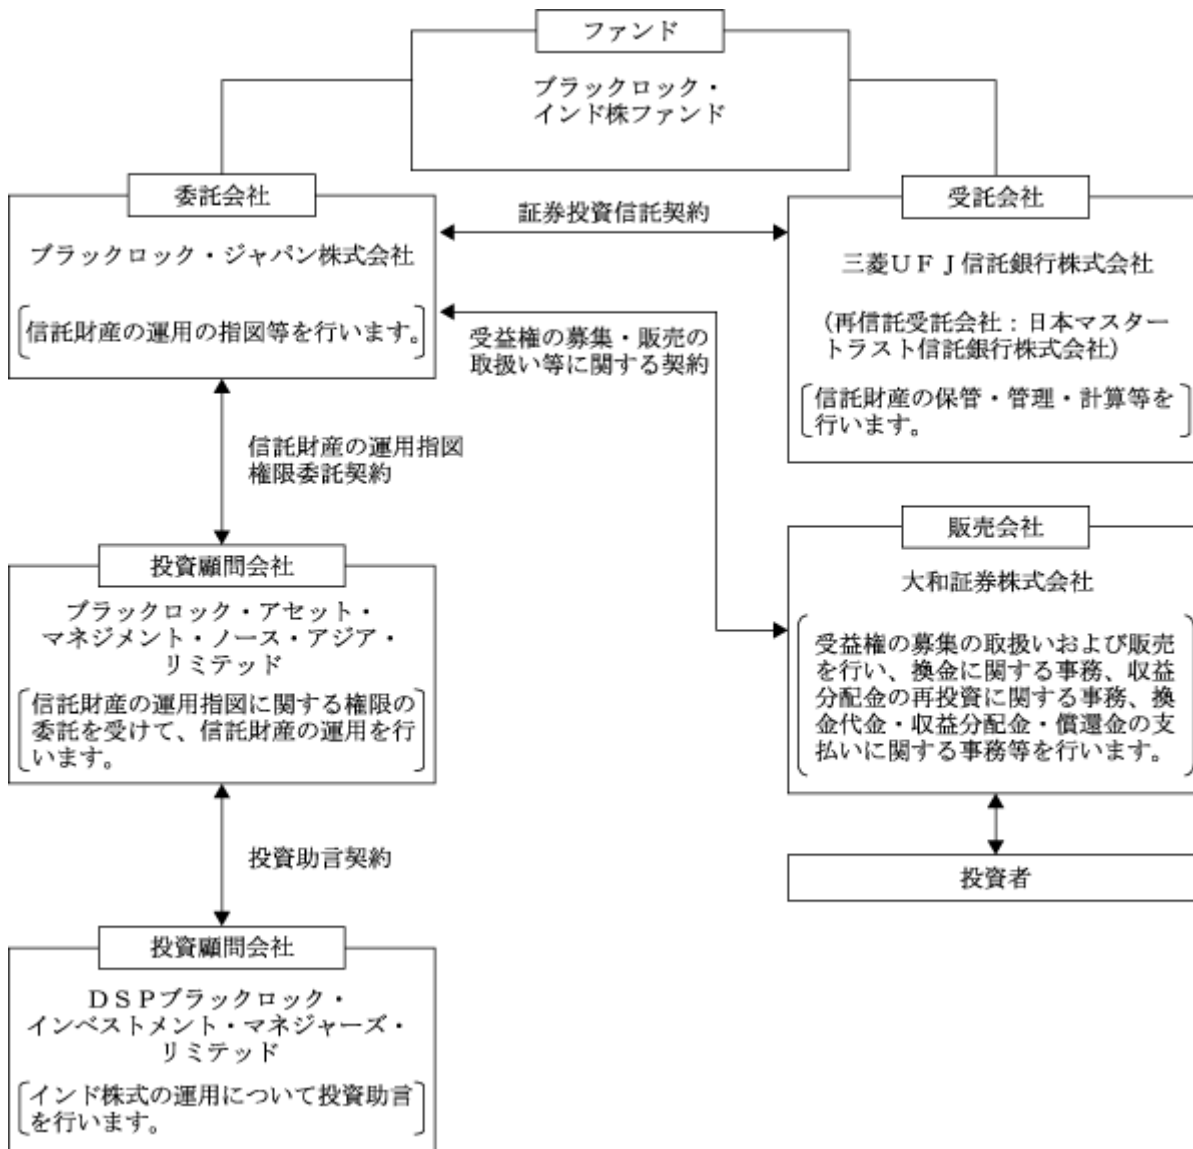 ファンド
ブラックロック・
インド株ファンド
委託会社
ブラックロック・ジャパン株式会社
信託財産の運用の指図等を行います。
証券投資信託契約
受益権の募集・販売の
取扱い等に関する契約
受託会社
三菱ＵＦＪ信託銀行株式会社
（再信託受託会社：日本マスター
トラスト信託銀行株式会社）
信託財産の保管・管理・計算等を
行います。
信託財産の運用指図
権限委託契約
投資顧問会社
ブラックロック・アセット・
マネジメント・ノース・アジア・
リミテッド
信託財産の運用指図に関する権限の
委託を受けて、信託財産の運用を行
います。
販売会社
大和証券株式会社
受益権の募集の取扱いおよび販売
を行い、換金に関する事務、収益
分配金の再投資に関する事務、換
金代金・収益分配金・償還金の支
払いに関する事務等を行います。
投資者
投資助言契約
投資顧問会社
ＤＳＰブラックロック・
インベストメント・マネジャーズ・
リミテッド
インド株式の運用について投資助言
を行います。